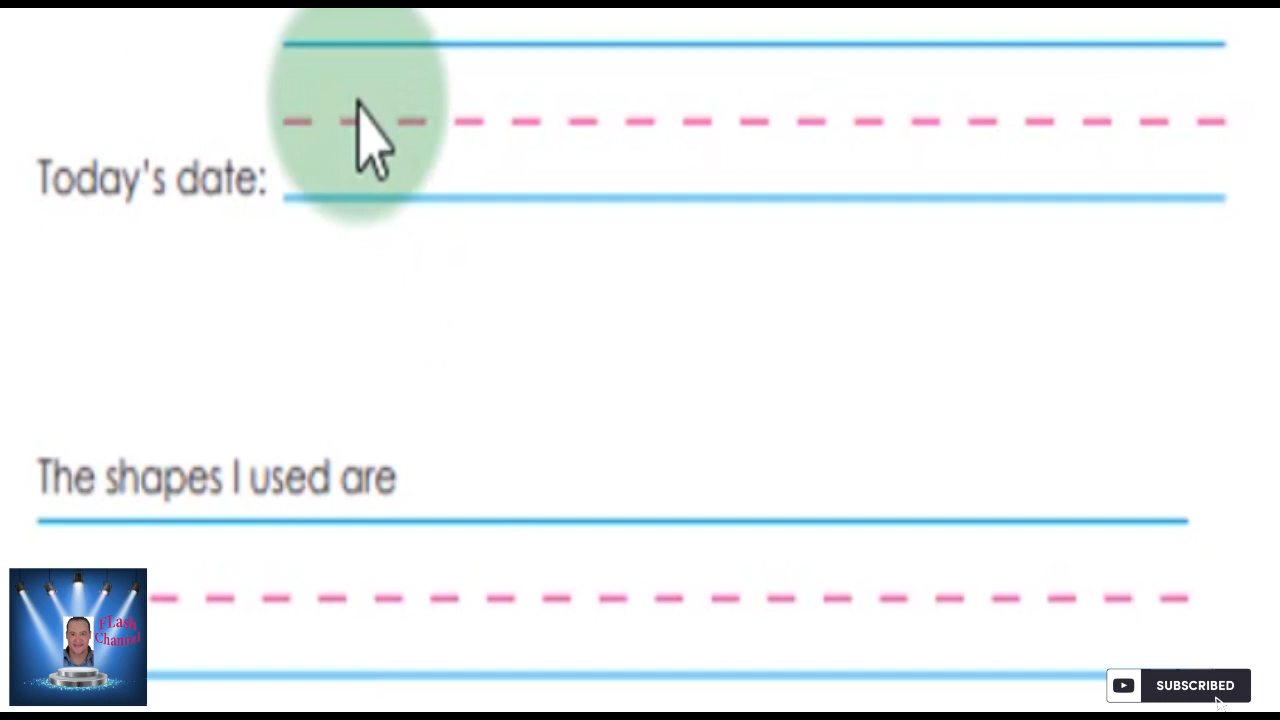 Today's date:
The shapes I used are
FLash
Channel
SUBSCRIBED